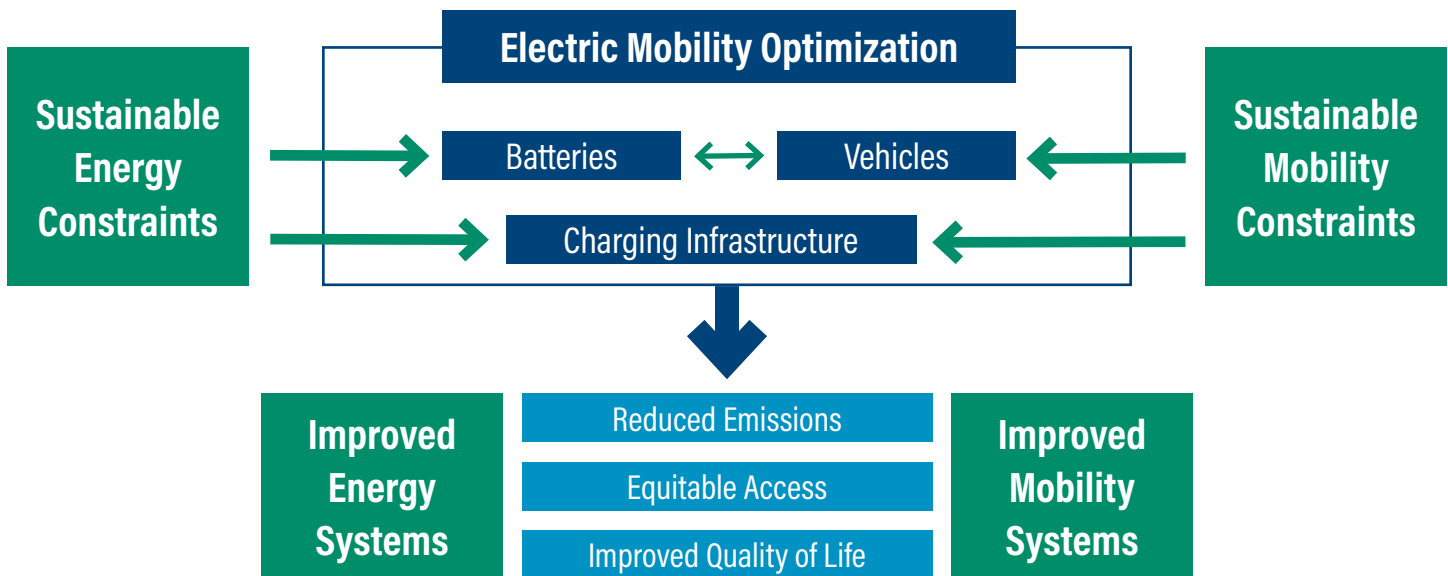 Electric Mobility Optimization
Sustainable
Energy
Constraints
Batteries
Vehicles
Charging Infrastructure
Sustainable
Mobility
Constraints
Improved
Energy
Systems
Reduced Emissions
Equitable Access
Improved Quality of Life
Improved
Mobility
Systems